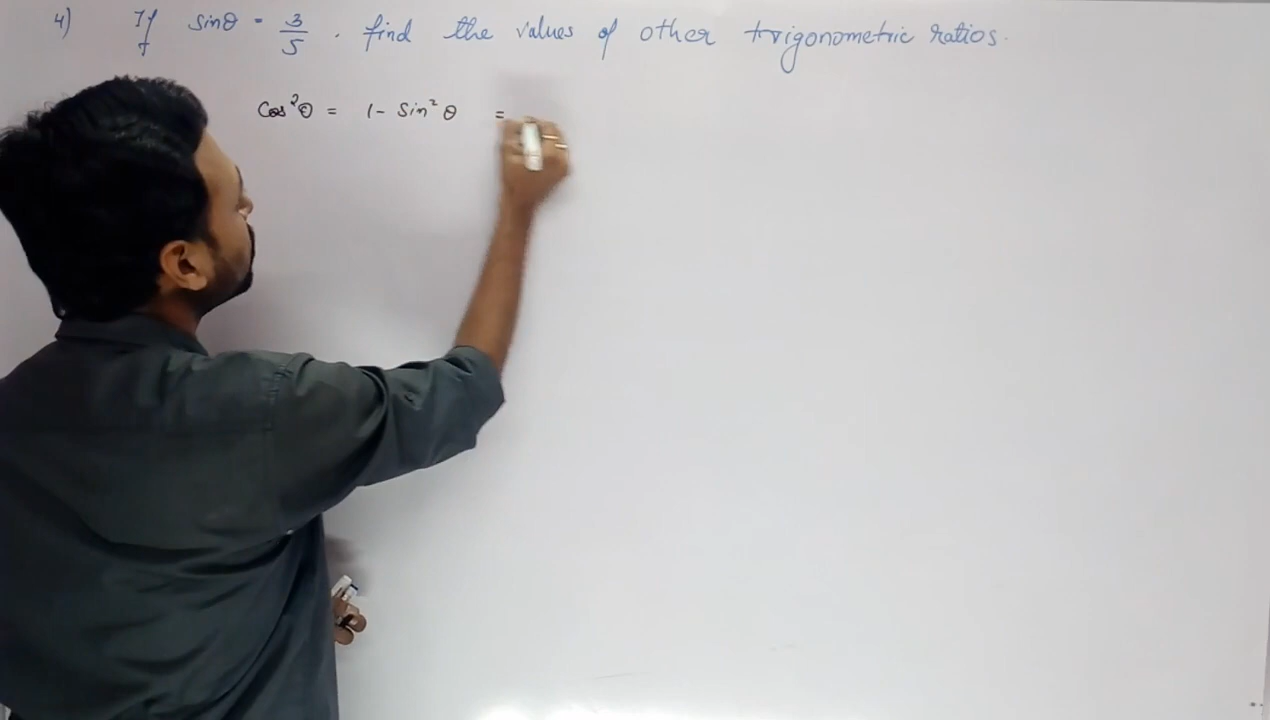 4) If sinθ = 3/5 . find the values of other trigonometric ratios.
Cos²θ = 1 - Sin²θ =